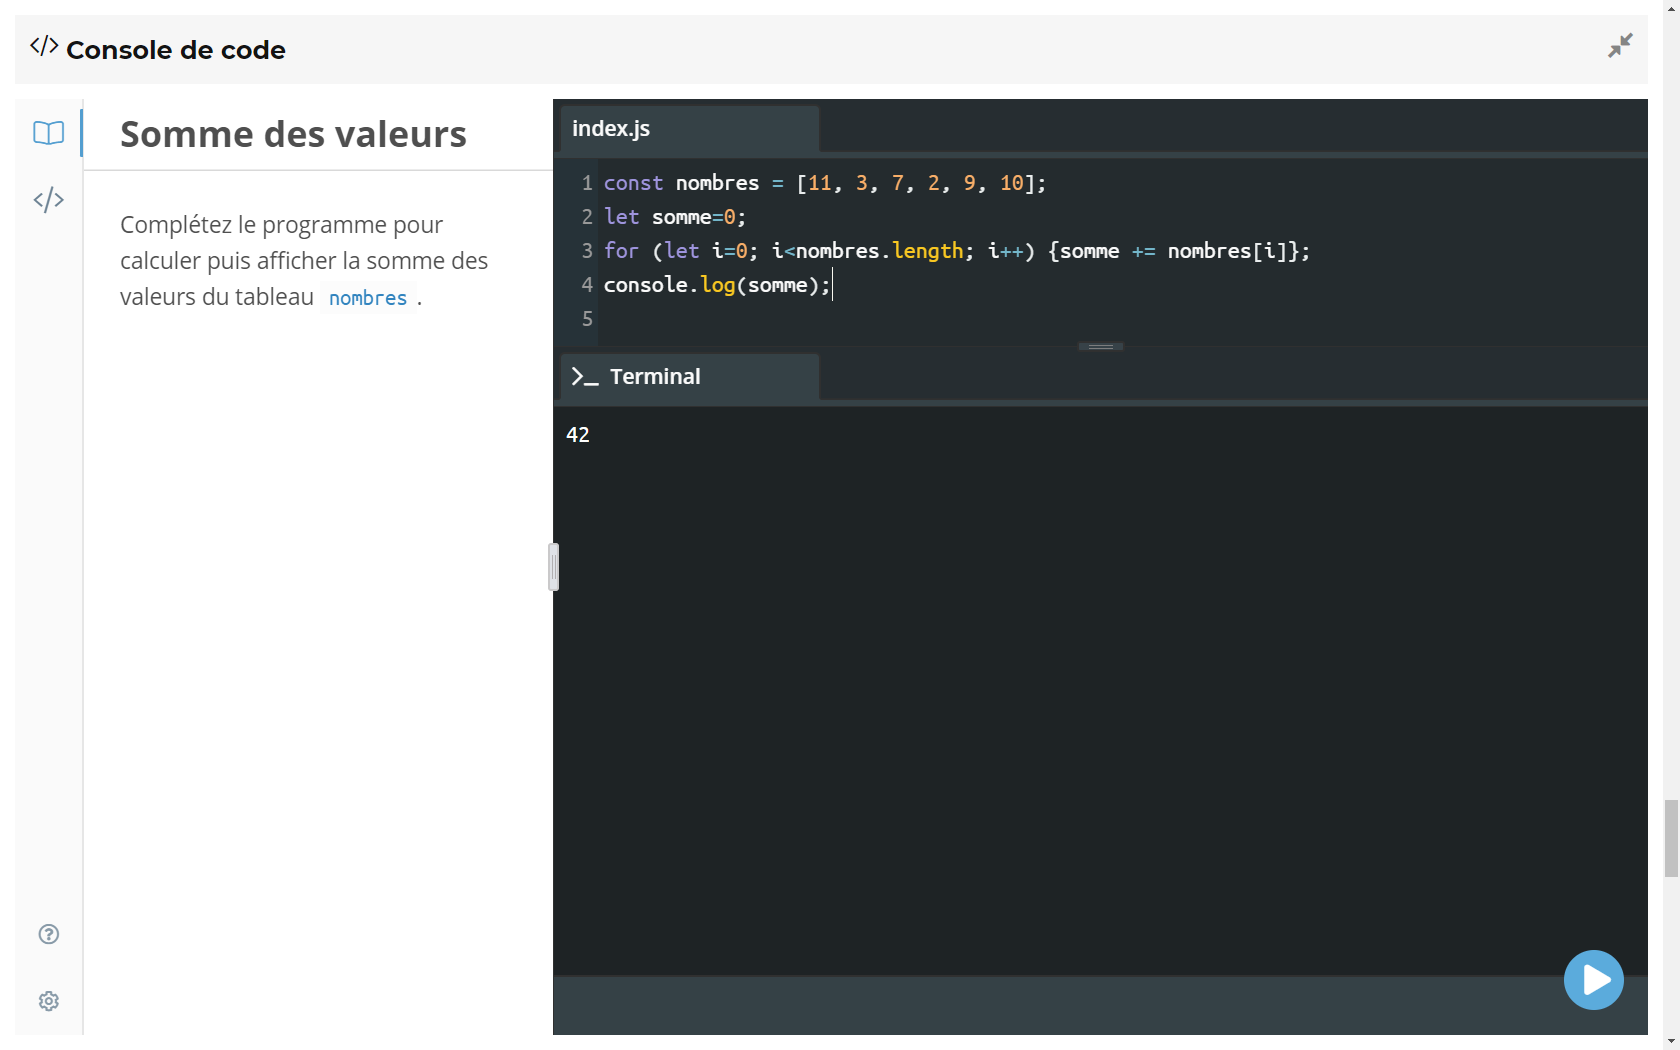 </> Console de code
Somme des valeurs
Complétez le programme pour
calculer puis afficher la somme des
valeurs du tableau nombres .
index.js
1 const nombres = [11, 3, 7, 2, 9, 10];
2 let somme=0;
3 for (let i=0; i<nombres.length; i++) {somme += nombres[i]};
4 console.log(somme);
5
>_ Terminal
42